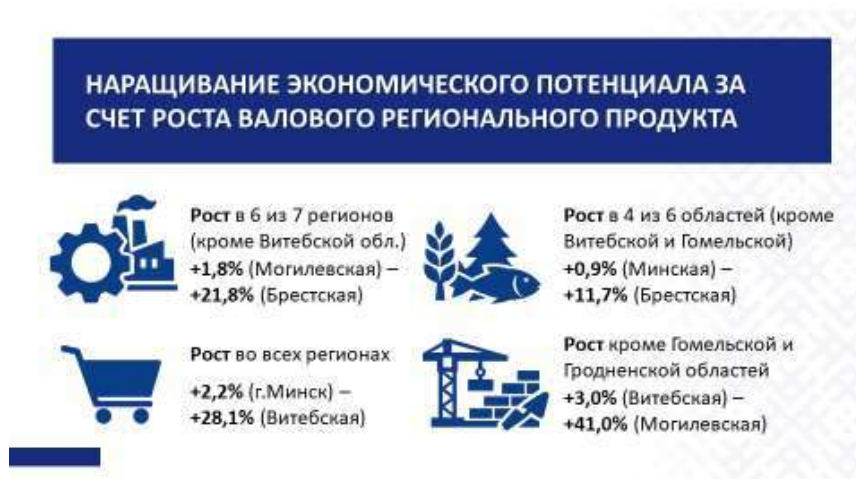 НАРАЩИВАНИЕ ЭКОНОМИЧЕСКОГО ПОТЕНЦИАЛА ЗА
СЧЕТ РОСТА ВАЛОВОГО РЕГИОНАЛЬНОГО ПРОДУКТА
Рост в 6 из 7 регионов
(кроме Витебской обл.)
+1,8% (Могилевская) –
+21,8% (Брестская)
Рост в 4 из 6 областей (кроме
Витебской и Гомельской)
+0,9% (Минская) –
+11,7% (Брестская)
Рост во всех регионах
+2,2% (г.Минск) –
+28,1% (Витебская)
Рост кроме Гомельской и
Гродненской областей
+3,0% (Витебская) –
+41,0% (Могилевская)